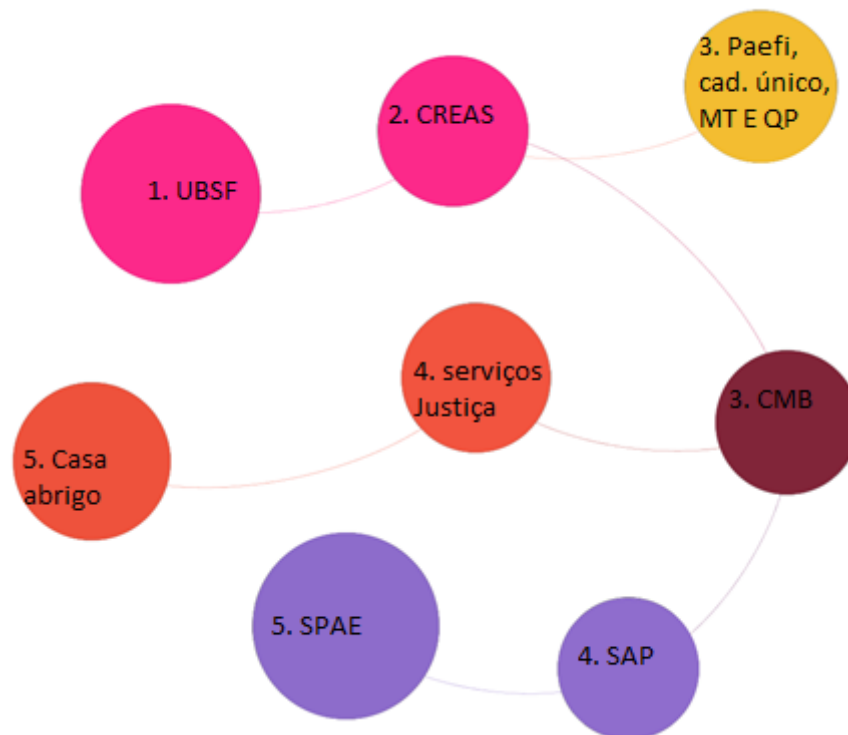 1. UBSF
2. CREAS
3. Paefi,
cad. único,
MT E QP
3. CMB
4. serviços
Justiça
5. Casa
abrigo
5. SPAE
4. SAP